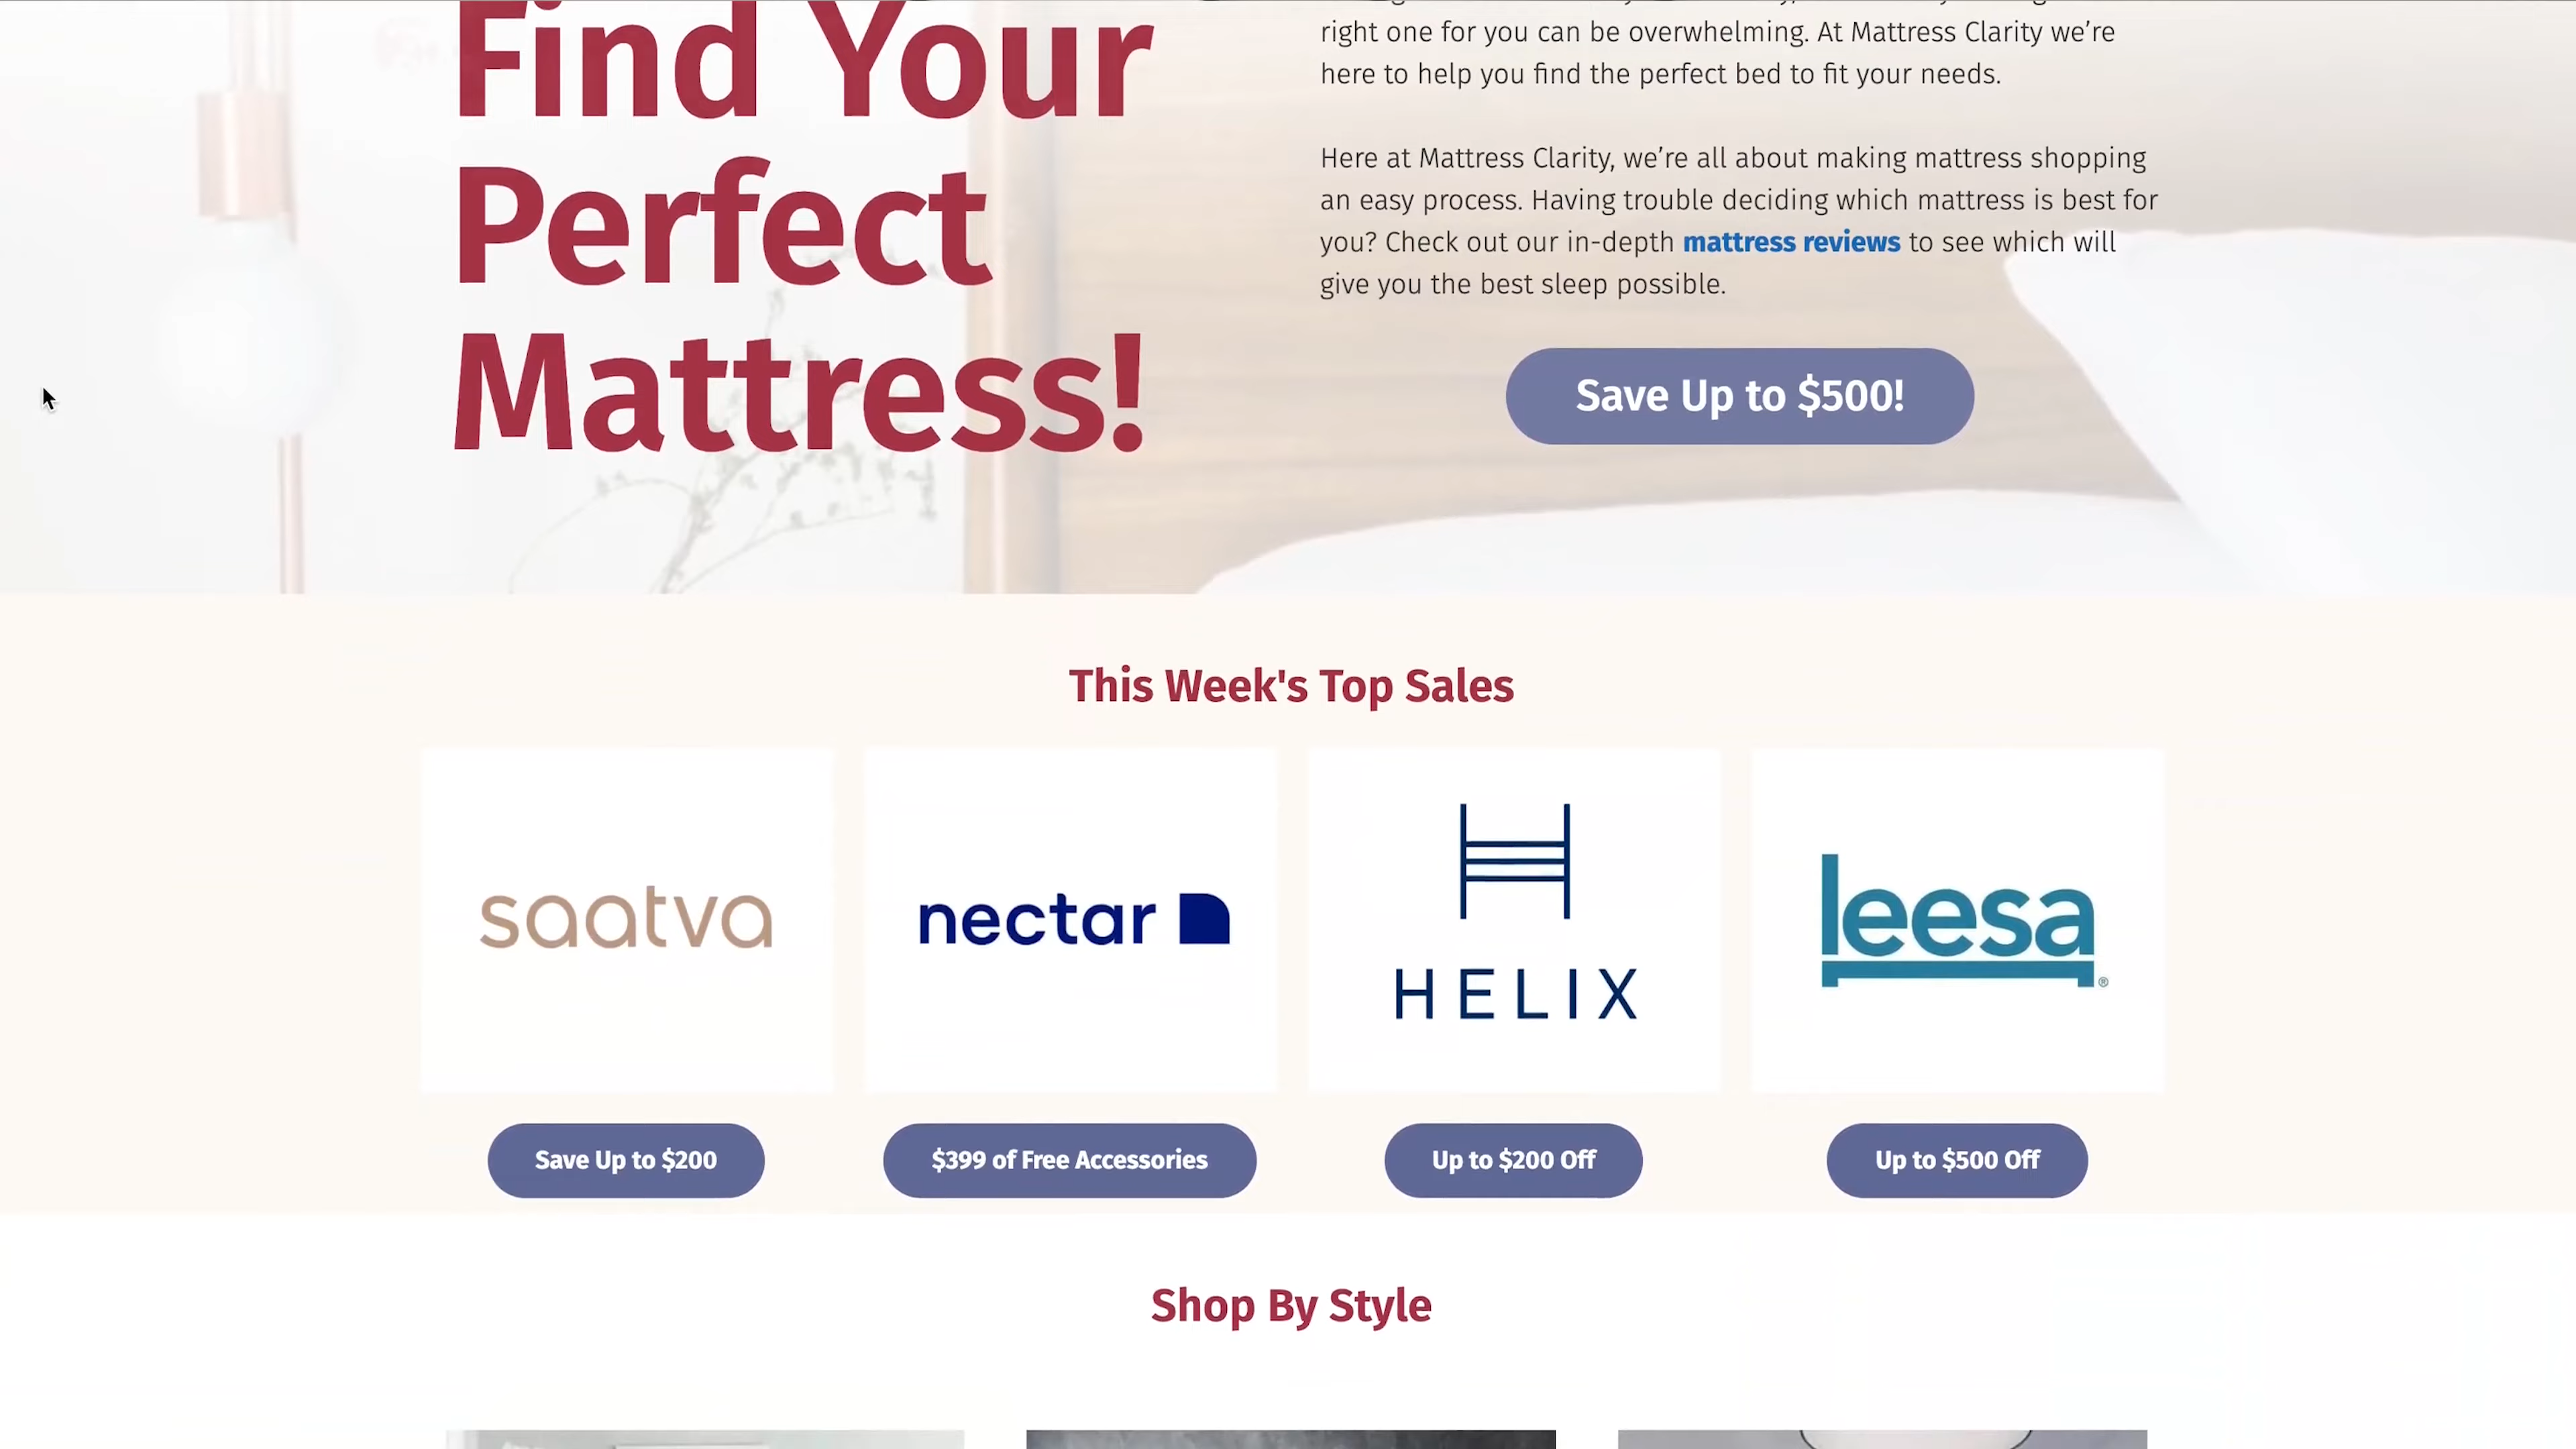 Find Your
Perfect
Mattress!
right one for you can be overwhelming. At Mattress Clarity we’re
here to help you find the perfect bed to fit your needs.
Here at Mattress Clarity, we’re all about making mattress shopping
an easy process. Having trouble deciding which mattress is best for
you? Check out our in-depth mattress reviews to see which will
give you the best sleep possible.
Save Up to $500!
This Week's Top Sales
saatva
nectar
H
HELIX
leesa®
Save Up to $200
$399 of Free Accessories
Up to $200 Off
Up to $500 Off
Shop By Style